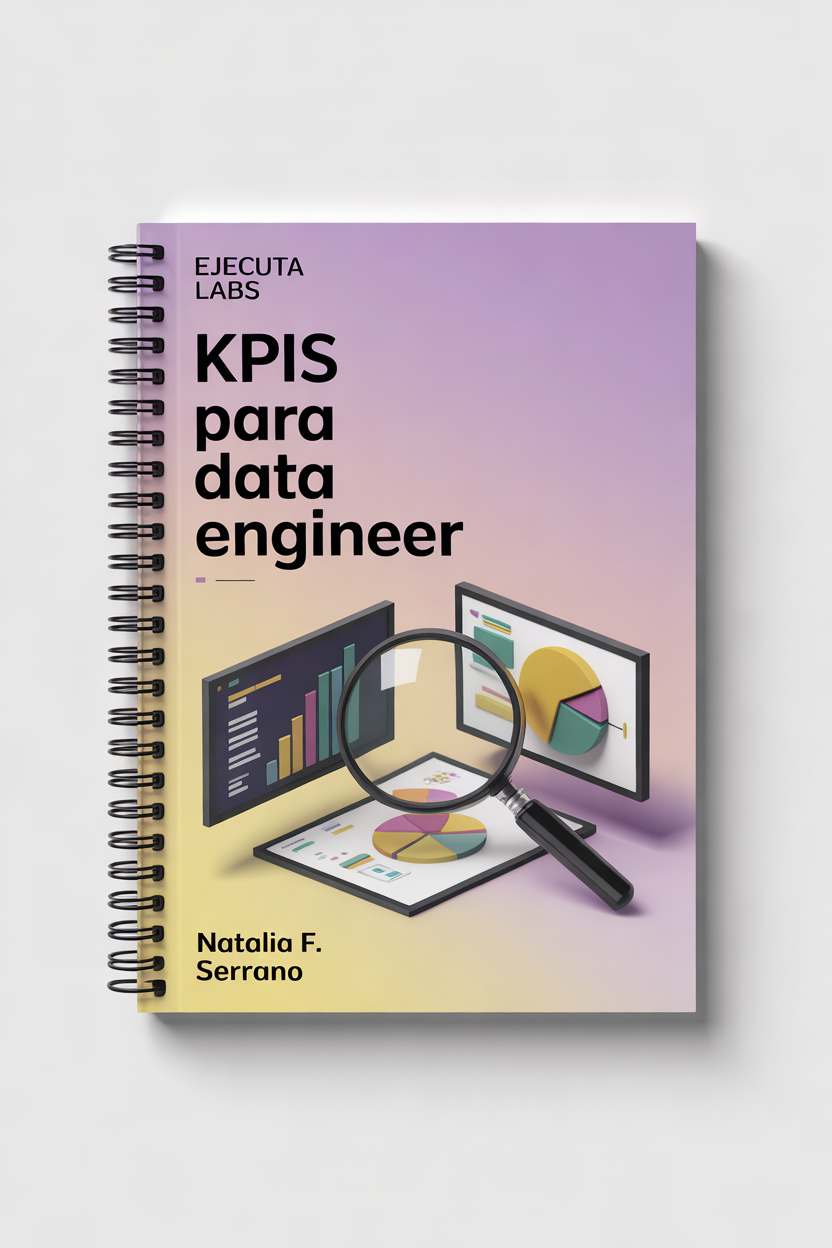 EJECUTA
LABS
KPIS
para
data
engineer
Natalia F.
Serrano